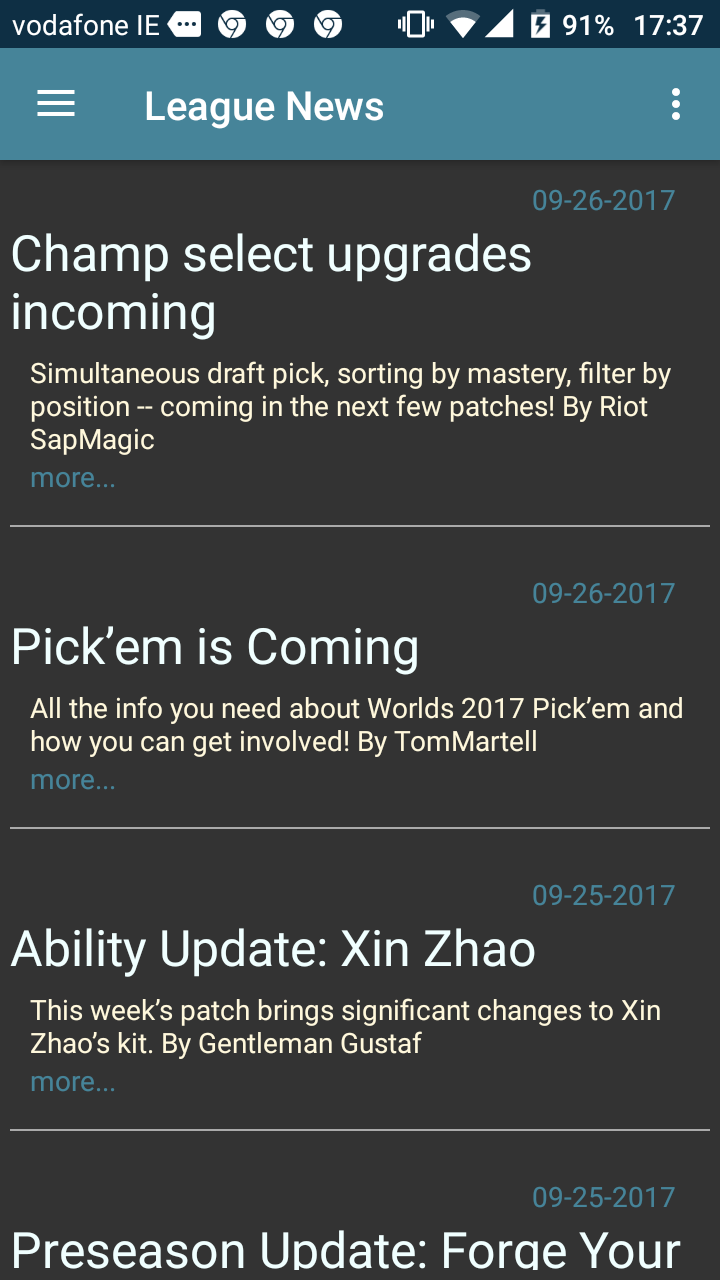 vodafone IE 91% 17:37
League News
09-26-2017
Champ select upgrades
incoming
Simultaneous draft pick, sorting by mastery, filter by
position -- coming in the next few patches! By Riot
SapMagic
more...
09-26-2017
Pick’em is Coming
All the info you need about Worlds 2017 Pick’em and
how you can get involved! By TomMartell
more...
09-25-2017
Ability Update: Xin Zhao
This week’s patch brings significant changes to Xin
Zhao’s kit. By Gentleman Gustaf
more...
09-25-2017
Preseason Update: Forge Your